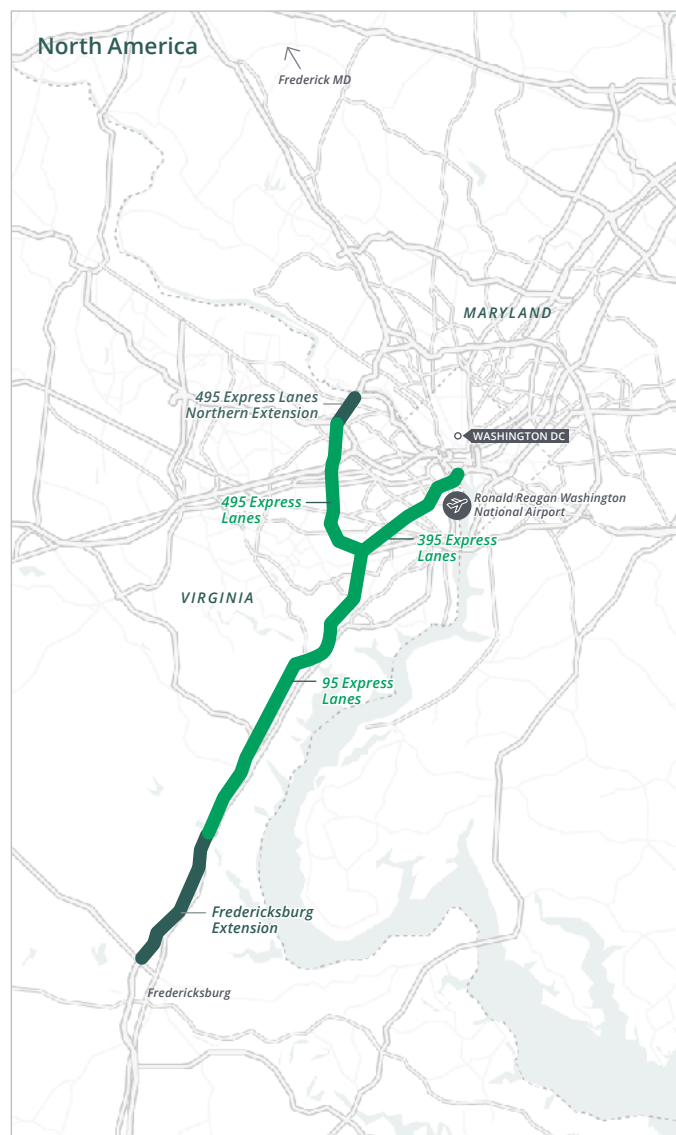 North America
Frederick MD
MARYLAND
495 Express Lanes
Northern Extension
WASHINGTON DC
495 Express
Lanes
Ronald Reagan Washington
National Airport
395 Express
Lanes
VIRGINIA
95 Express
Lanes
Fredericksburg
Extension
Fredericksburg